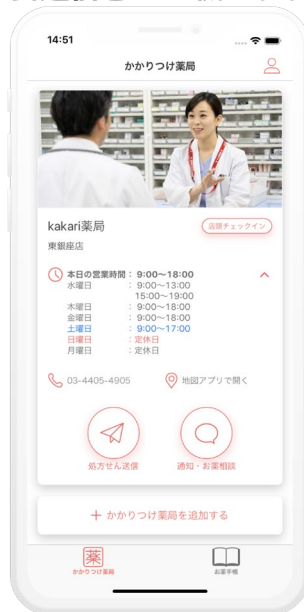 14:51
かかりつけ薬局
kakari薬局
店頭チェックイン
東銀座店
本日の営業時間: 9:00〜18:00
水曜日 : 9:00〜13:00
15:00〜19:00
木曜日 : 9:00〜18:00
金曜日 : 9:00〜18:00
土曜日 : 9:00〜17:00
日曜日 : 定休日
月曜日 : 定休日
03-4405-4905
地図アプリで開く
処方せん送信
通知・お薬相談
+ かかりつけ薬局を追加する
薬
かかりつけ薬局
お薬手帳